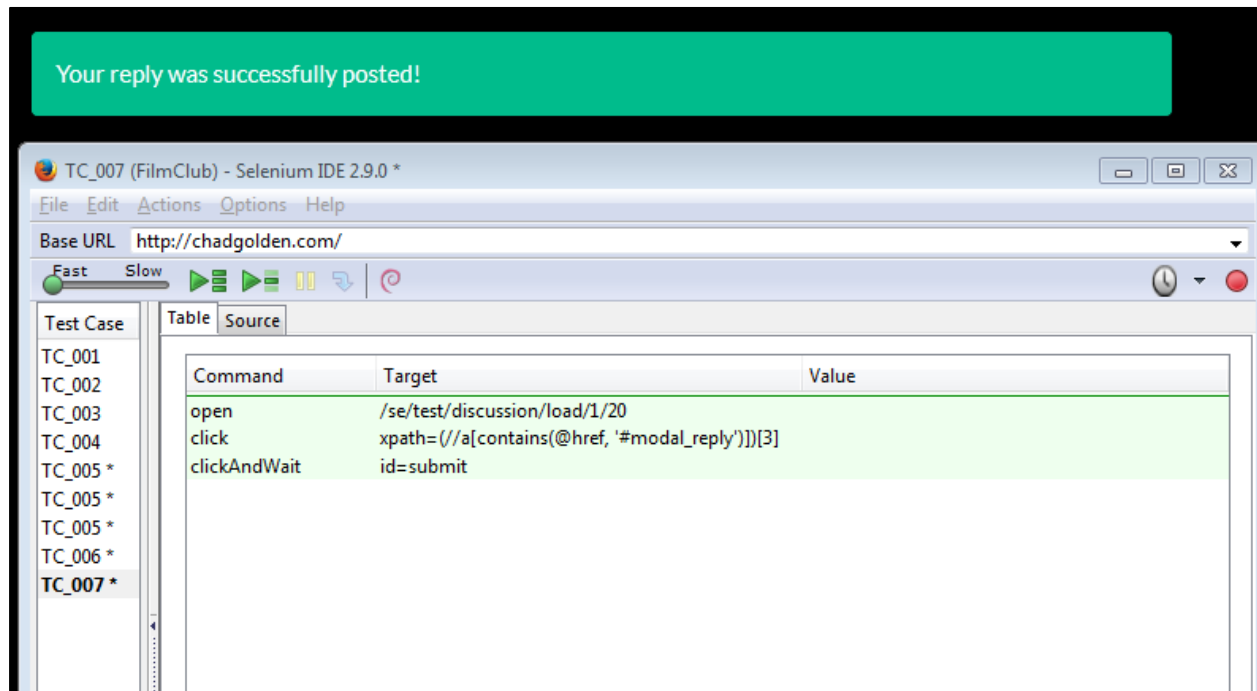 Your reply was successfully posted!
TC_007 (FilmClub) - Selenium IDE 2.9.0 *
File Edit Actions Options Help
Base URL http://chadgolden.com/
Fast Slow
Test Case Table Source
TC_001
TC_002
TC_003
TC_004
TC_005 *
TC_005 *
TC_005 *
TC_006 *
TC_007 *
Command Target Value
open /se/test/discussion/load/1/20
click xpath=(//a[contains(@href, '#modal_reply')])[3]
clickAndWait id=submit